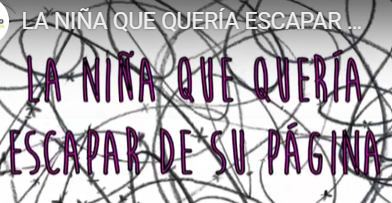 LA NIÑA QUE QUERÍA ESCAPAR ...
LA NIÑA QUE QUERÍA
ESCAPAR DE SU PÁGINA